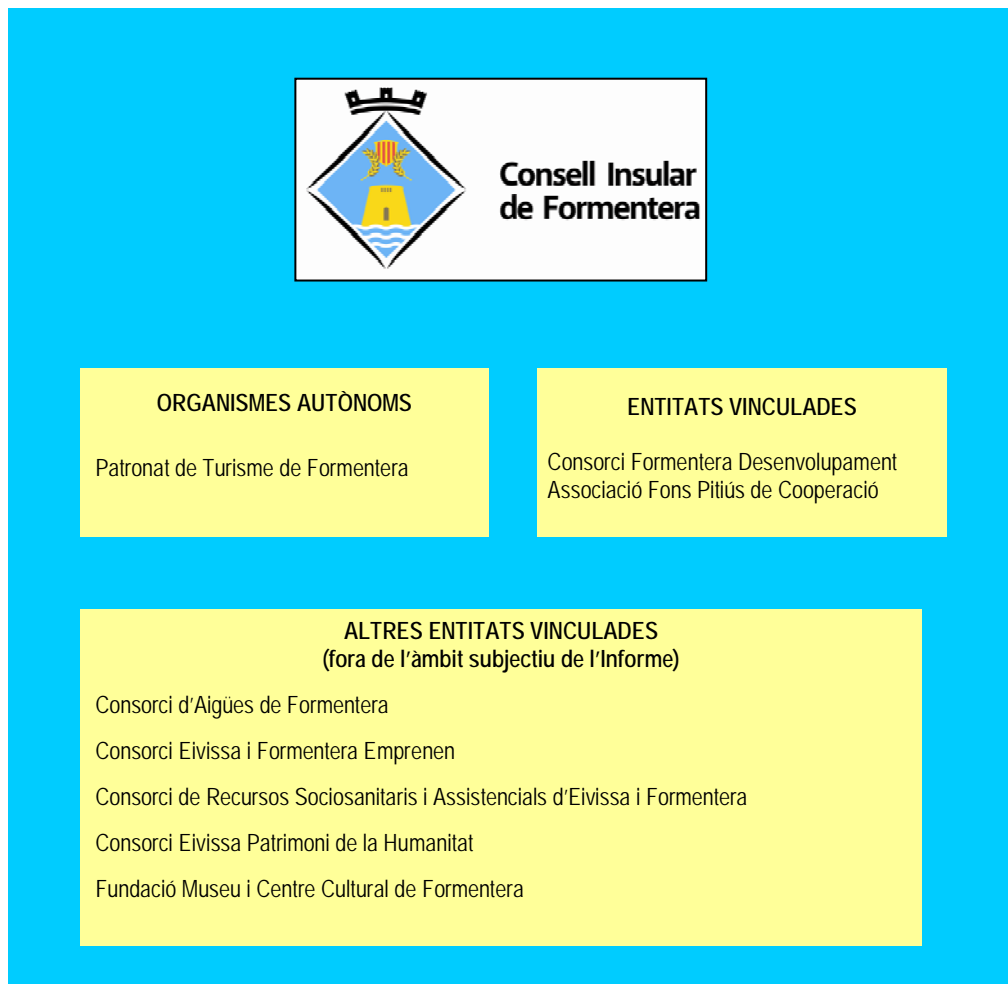 Consell Insular
de Formentera
ORGANISMES AUTÒNOMS
Patronat de Turisme de Formentera
ENTITATS VINCULADES
Consorci Formentera Desenvolupament
Associació Fons Pitiús de Cooperació
ALTRES ENTITATS VINCULADES
(fora de l'àmbit subjectiu de l'Informe)
Consorci d'Aigües de Formentera
Consorci Eivissa i Formentera Emprenen
Consorci de Recursos Sociosanitaris i Assistencials d'Eivissa i Formentera
Consorci Eivissa Patrimoni de la Humanitat
Fundació Museu i Centre Cultural de Formentera